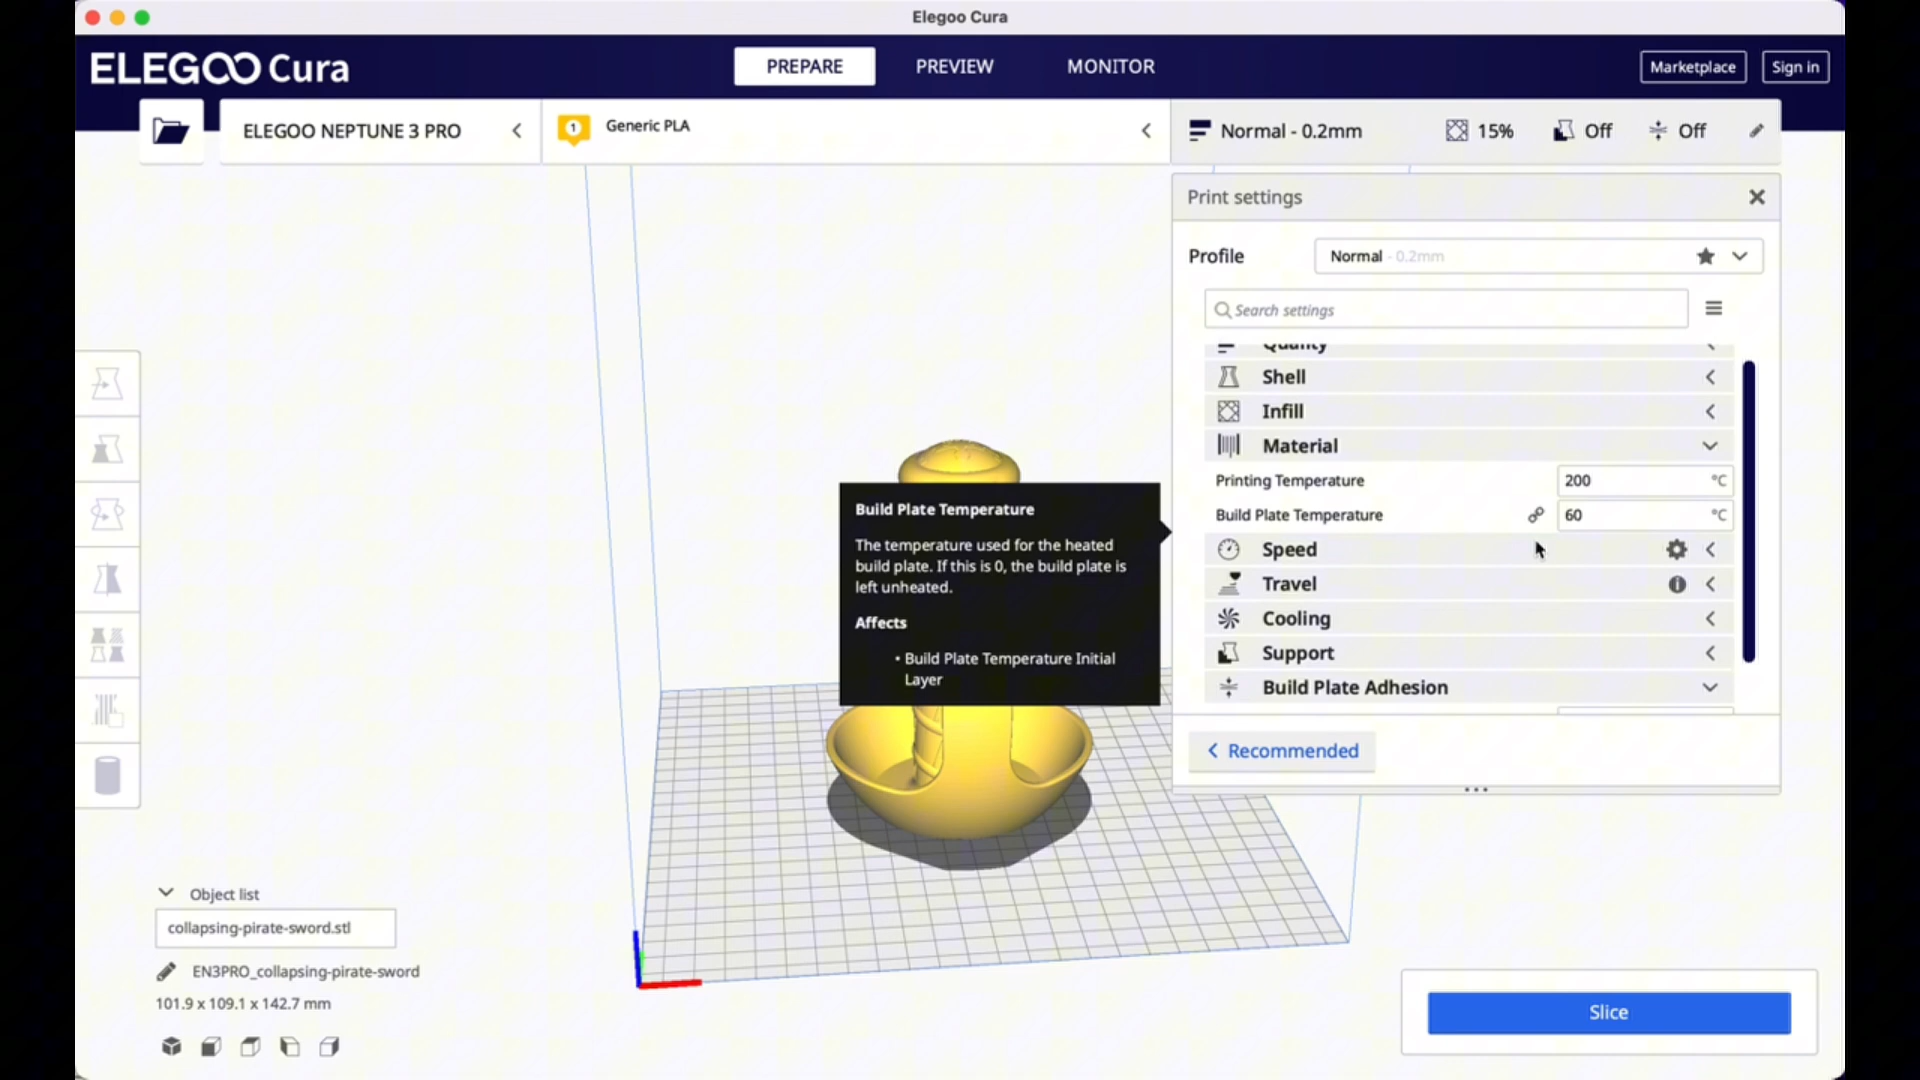 Elegoo Cura
ELEGOO Cura
PREPARE
PREVIEW
MONITOR
Marketplace
Sign in
ELEGOO NEPTUNE 3 PRO
1
Generic PLA
Normal - 0.2mm
15%
Off
Off
Print settings
Profile
Normal - 0.2mm
Search settings
Quality
Shell
Infill
Material
Printing Temperature
200
°C
Build Plate Temperature
60
°C
Speed
Travel
Cooling
Support
Build Plate Adhesion
Recommended
Build Plate Temperature
The temperature used for the heated
build plate. If this is 0, the build plate is
left unheated.
Affects
• Build Plate Temperature Initial
Layer
Object list
collapsing-pirate-sword.stl
EN3PRO_collapsing-pirate-sword
101.9 x 109.1 x 142.7 mm
Slice